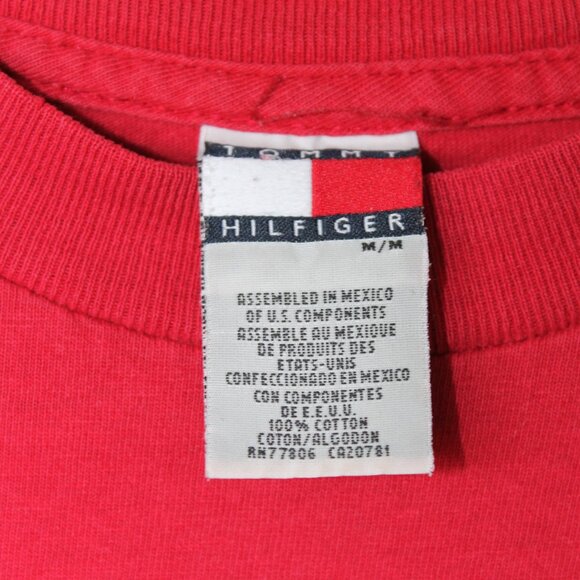 TOMMY
HILFIGER
M/M
ASSEMBLED IN MEXICO
OF U.S. COMPONENTS
ASSEMBLE AU MEXIQUE
DE PRODUITS DES
ETATS-UNIS
CONFECCIONADO EN MEXICO
CON COMPONENTES
DE E.E.U.U.
100% COTTON
COTON/ALGODON
RN77806 CA20781